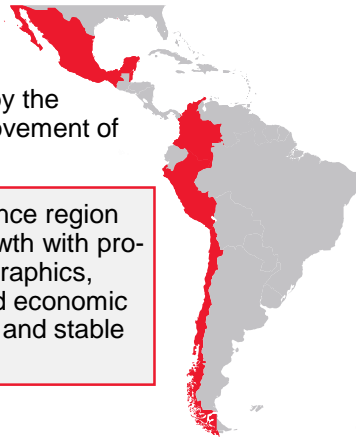 by the
ovement of
nce region
wth with pro-
raphics,
d economic
and stable